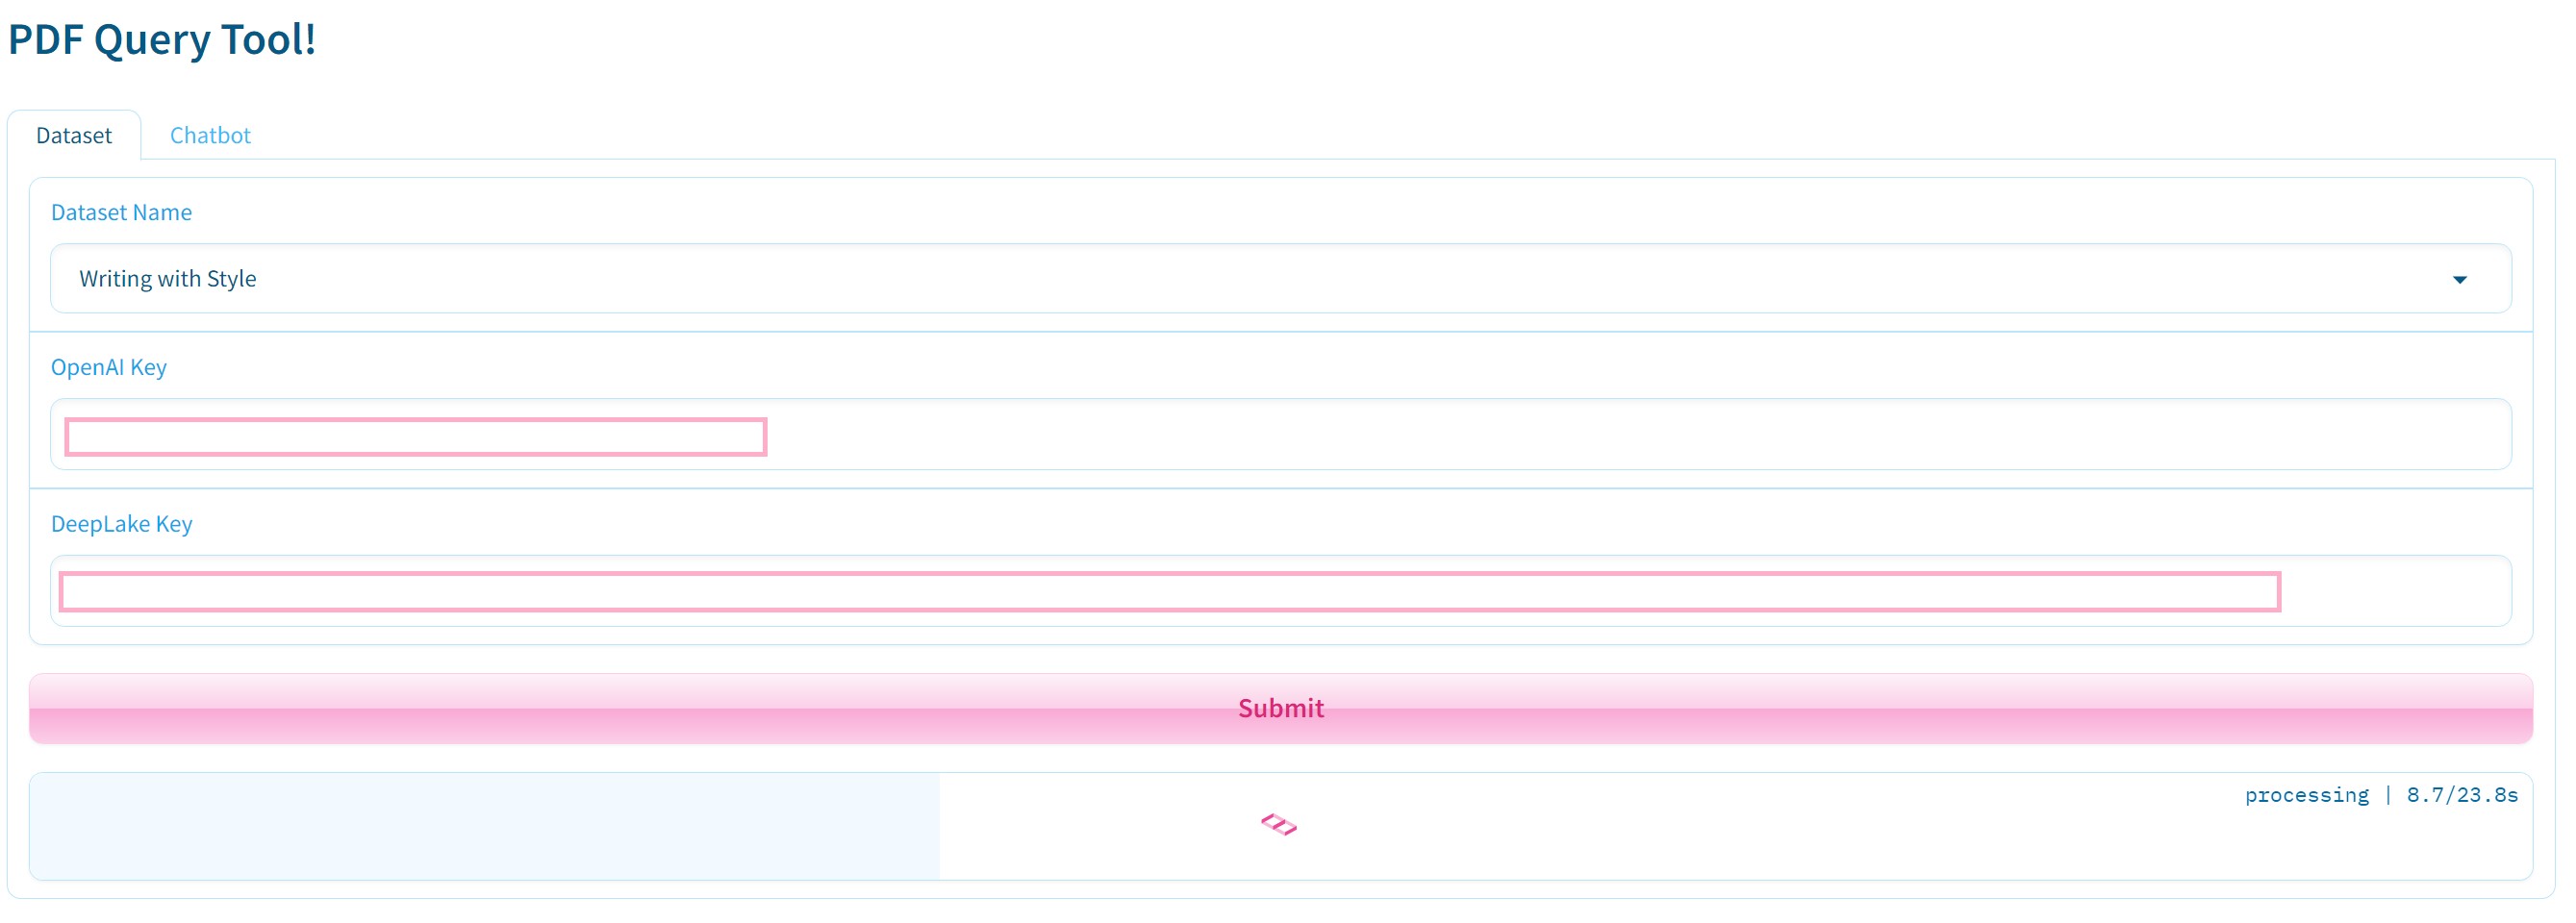 PDF Query Tool!
Dataset Chatbot
Dataset Name
Writing with Style
OpenAI Key
DeepLake Key
Submit
processing | 8.7/23.8s